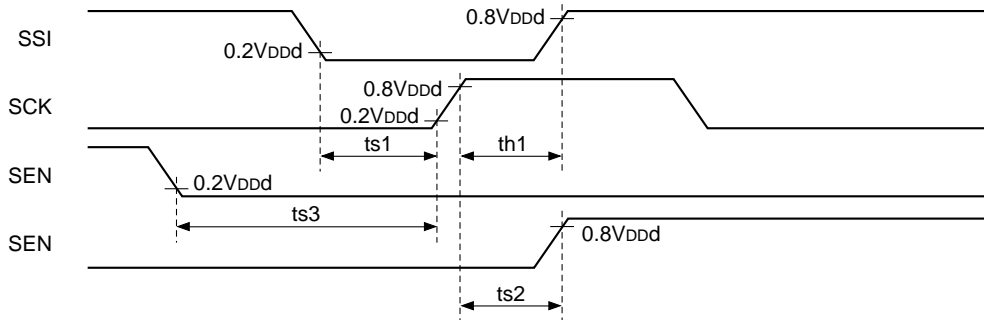 SSI
0.2VDDd
0.8VDDd
SCK
0.8VDDd
0.2VDDd
ts1
th1
SEN
0.2VDDd
ts3
SEN
0.8VDDd
ts2